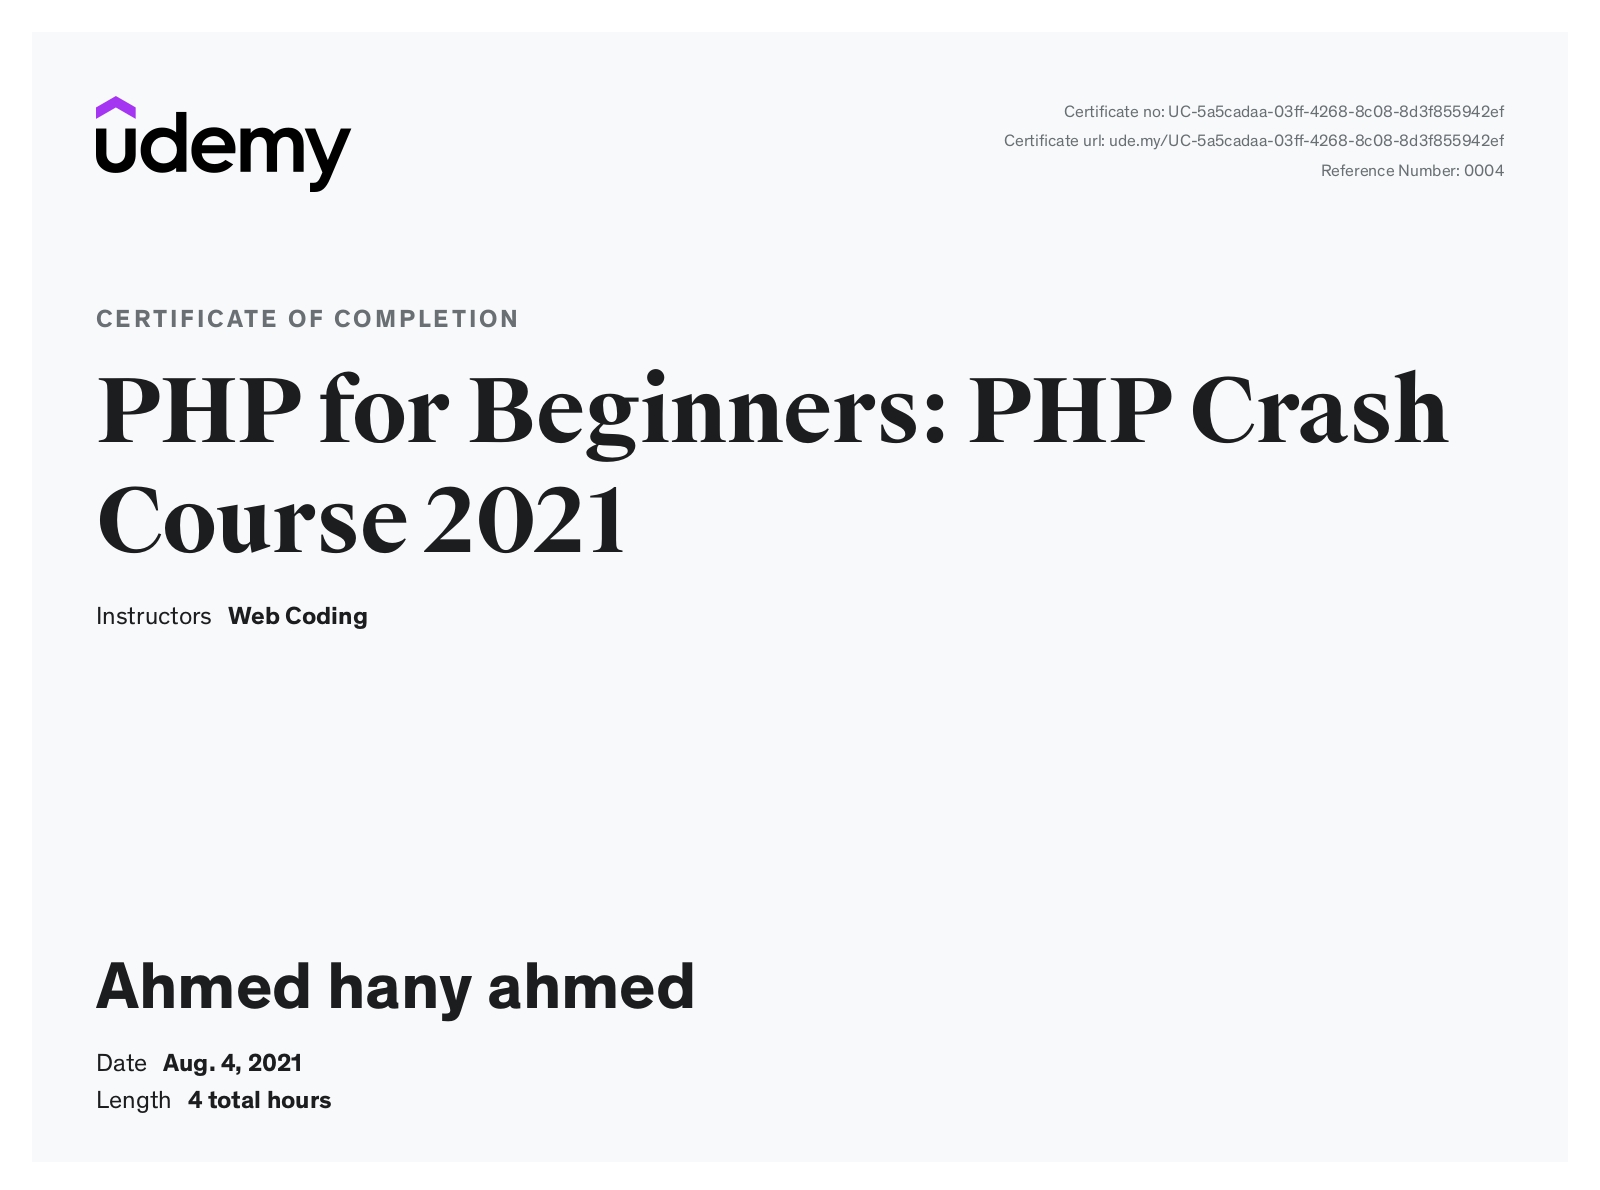 udemy
Certificate no: UC-5a5cadaa-03ff-4268-8c08-8d3f855942ef
Certificate url: ude.my/UC-5a5cadaa-03ff-4268-8c08-8d3f855942ef
Reference Number: 0004
CERTIFICATE OF COMPLETION
PHP for Beginners: PHP Crash
Course 2021
Instructors Web Coding
Ahmed hany ahmed
Date Aug. 4, 2021
Length 4 total hours